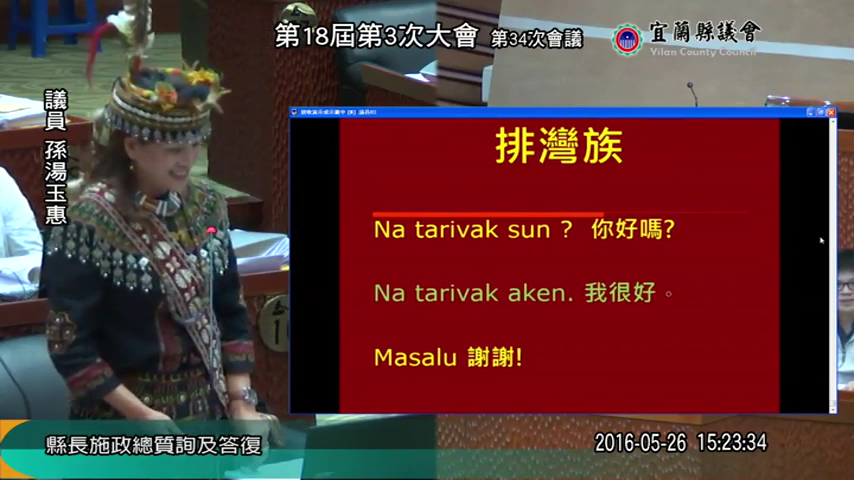 第18屆第3次大會 第34次會議
宜蘭縣議會
Yilan County Council
議員 孫湯玉惠
排灣族
Na tarivak sun ? 你好嗎?
Na tarivak aken. 我很好。
Masalu 謝謝!
縣長施政總質詢及答復
2016-05-26 15:23:34